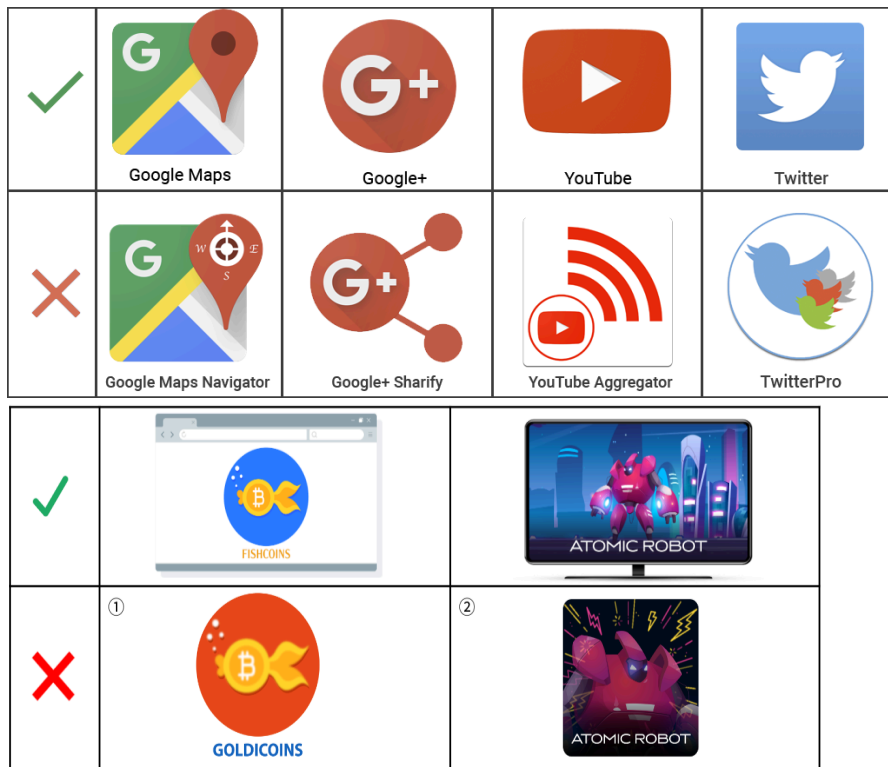 G
G+
Google Maps
Google+
YouTube
Twitter
G
W
E
S
G+
Google Maps Navigator
Google+ Sharify
YouTube Aggregator
TwitterPro
₿
FISHCOINS
ATOMIC ROBOT
①
②
₿
GOLDICOINS
ATOMIC ROBOT